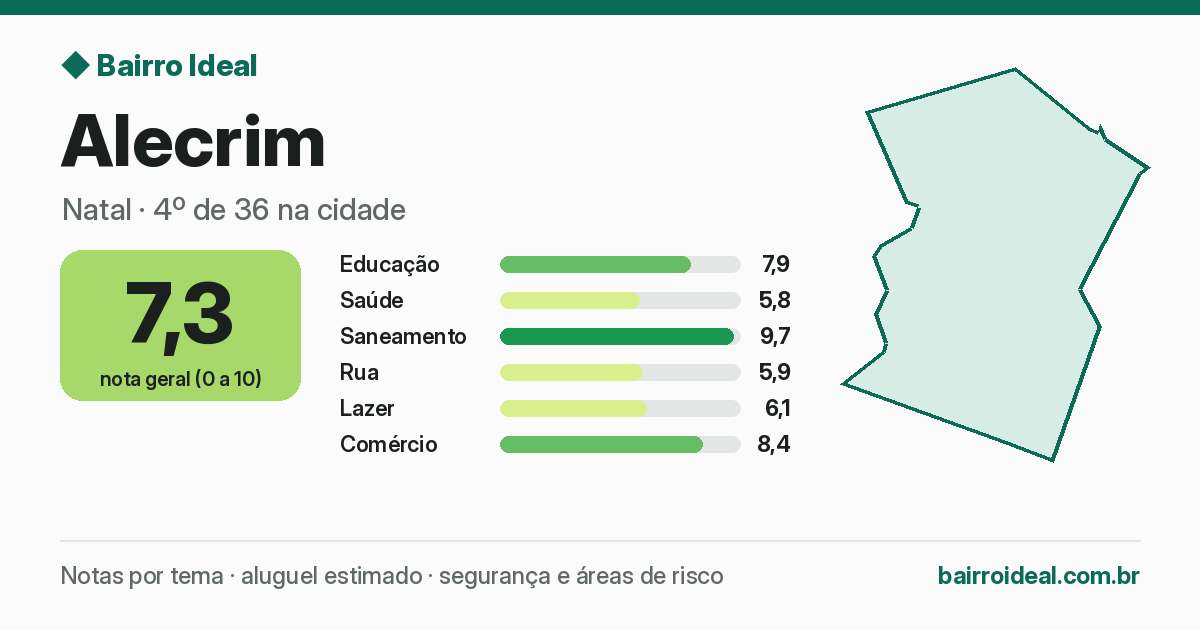 Bairro Ideal
Alecrim
Natal · 4º de 36 na cidade
7,3
nota geral (0 a 10)
Educação 7,9
Saúde 5,8
Saneamento 9,7
Rua 5,9
Lazer 6,1
Comércio 8,4
Notas por tema · aluguel estimado · segurança e áreas de risco
bairroideal.com.br